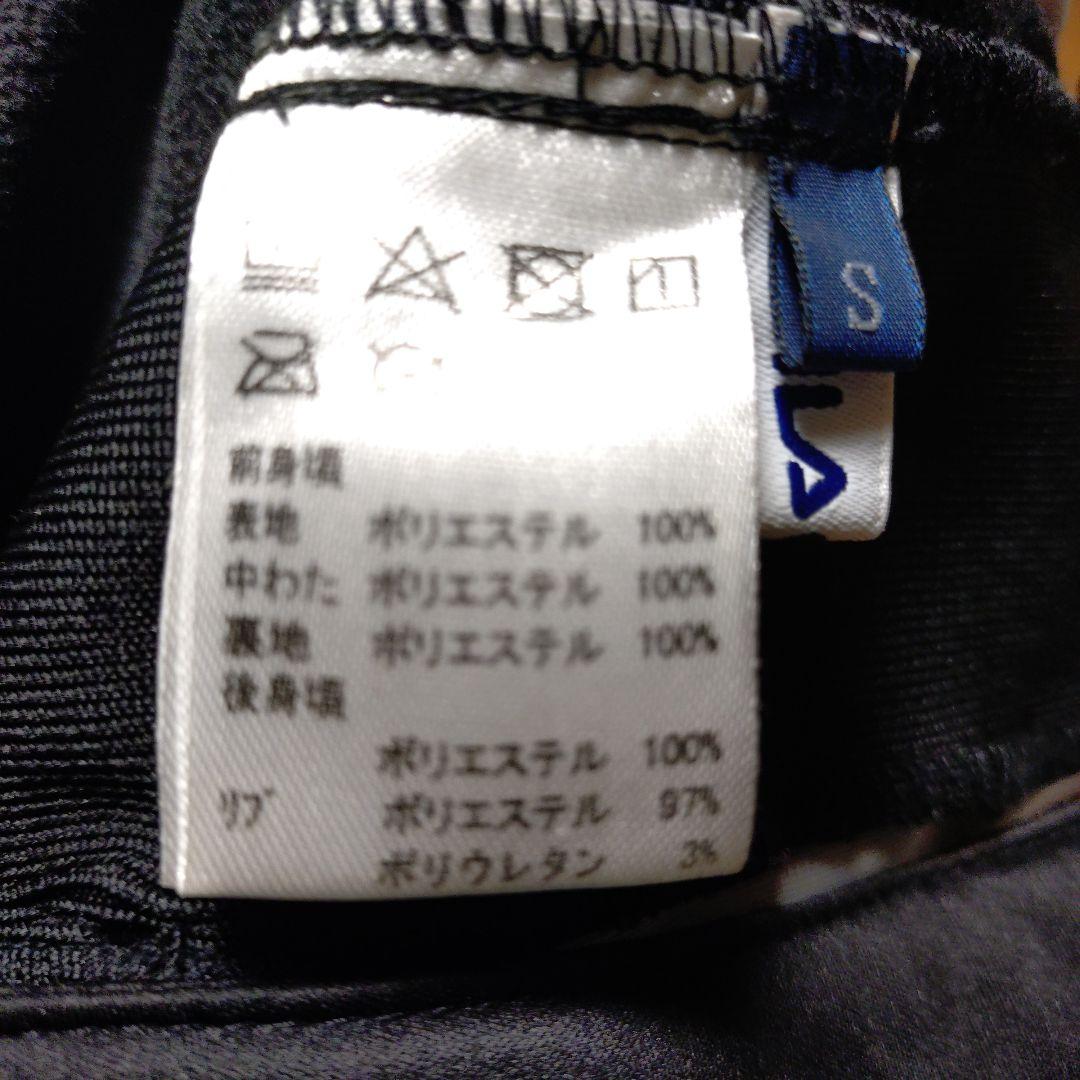 S
LA
前身頃
表地 ポリエステル 100%
中わた ポリエステル 100%
裏地 ポリエステル 100%
後身頃
ポリエステル 100%
リブ ポリエステル 97%
ポリウレタン 3%